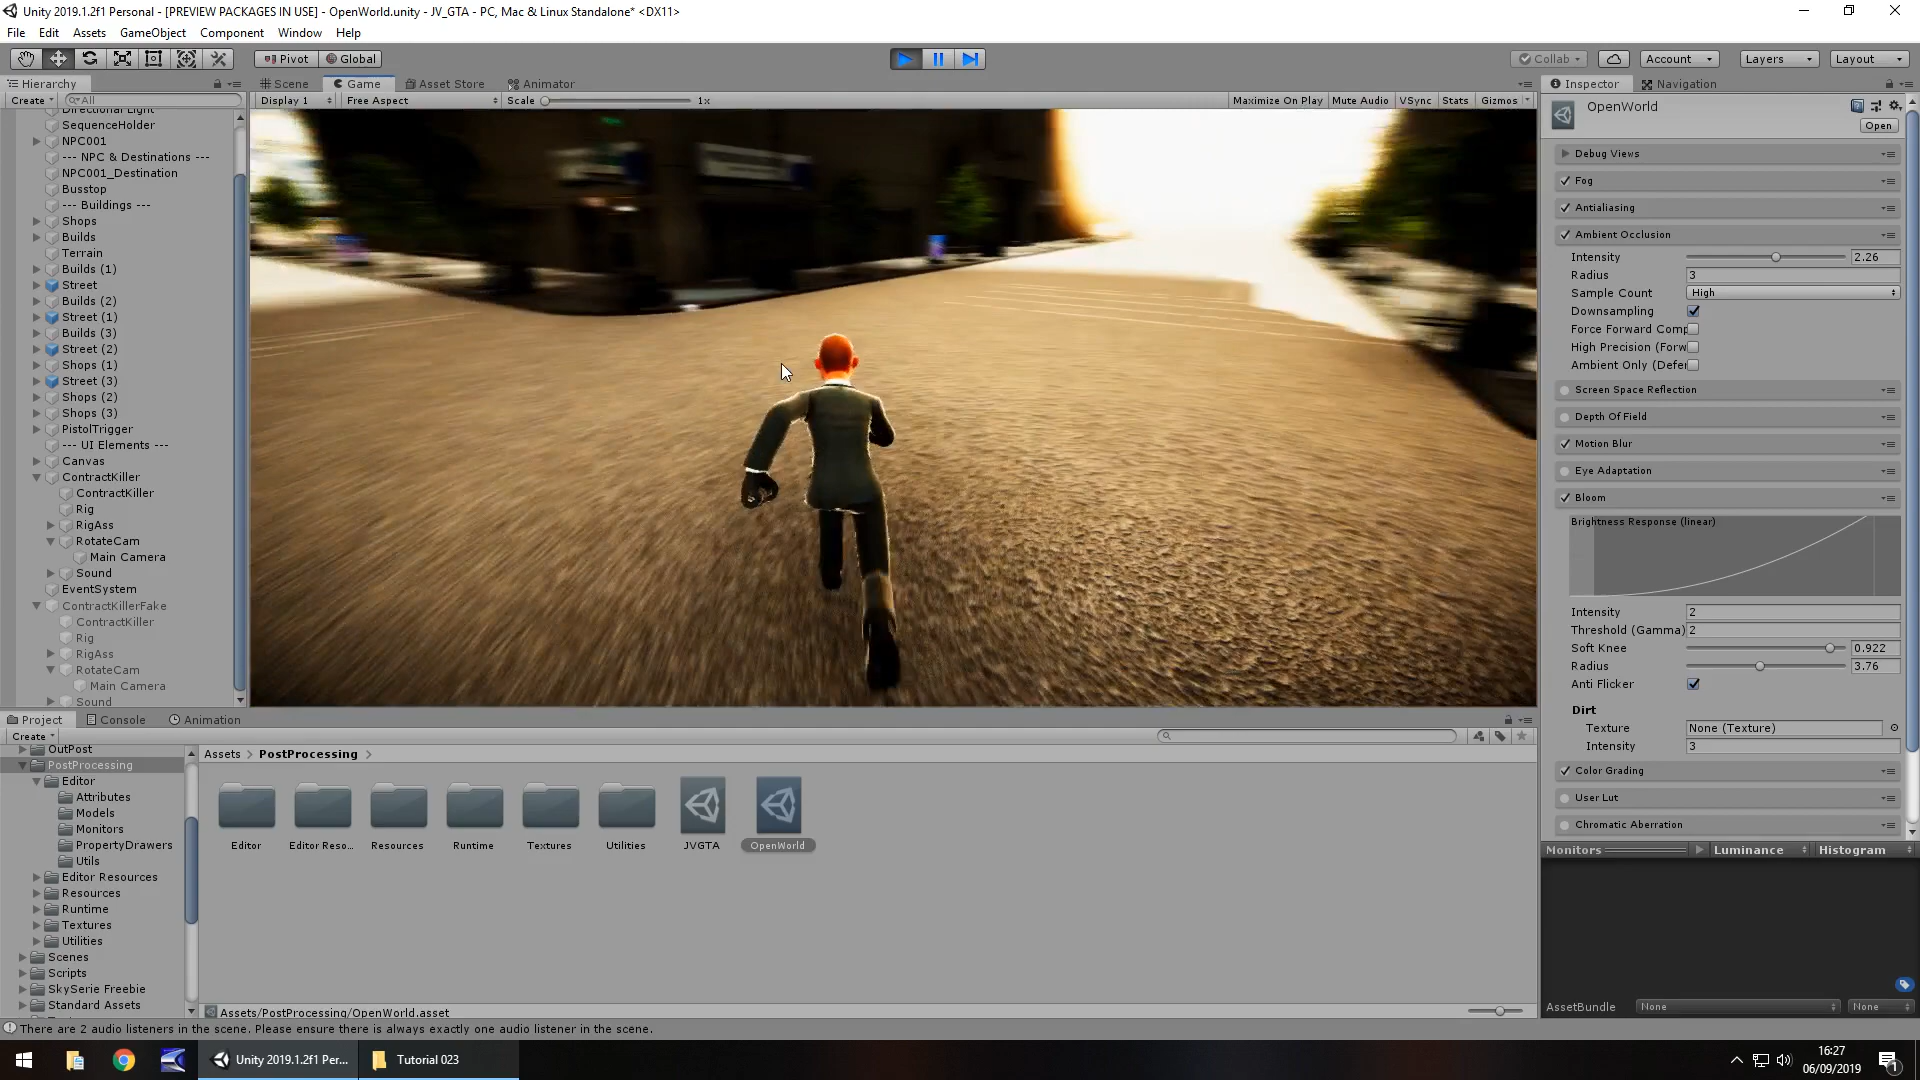 Unity 2019.1.2f1 Personal - [PREVIEW PACKAGES IN USE] - OpenWorld.unity - JV_GTA - PC, Mac & Linux Standalone* <DX11>
File Edit Assets GameObject Component Window Help
Pivot Global Collab Account Layers Layout
Hierarchy Scene Game Asset Store Animator Inspector Navigation
Create All Display 1 Free Aspect Scale 1x Maximize On Play Mute Audio VSync Stats Gizmos
OpenWorld
Open
Directional Light
SequenceHolder
NPC001
--- NPC & Destinations ---
NPC001_Destination
Busstop
--- Buildings ---
Shops
Builds
Terrain
Builds (1)
Street
Builds (2)
Street (1)
Builds (3)
Street (2)
Shops (1)
Street (3)
Shops (2)
Shops (3)
PistolTrigger
--- UI Elements ---
Canvas
ContractKiller
ContractKiller
Rig
RigAss
RotateCam
Main Camera
Sound
EventSystem
ContractKillerFake
ContractKiller
Rig
RigAss
RotateCam
Main Camera
Sound
Debug Views
Fog
Antialiasing
Ambient Occlusion
Intensity 2.26
Radius 3
Sample Count High
Downsampling
Force Forward Comp
High Precision (Forw
Ambient Only (Defer
Screen Space Reflection
Depth Of Field
Motion Blur
Eye Adaptation
Bloom
Brightness Response (linear)
Intensity 2
Threshold (Gamma) 2
Soft Knee 0.922
Radius 3.76
Anti Flicker
Dirt
Texture None (Texture)
Intensity 3
Color Grading
User Lut
Chromatic Aberration
Monitors Luminance Histogram
AssetBundle None None
Project Console Animation
Create
OutPost
PostProcessing
Editor
Attributes
Models
Monitors
PropertyDrawers
Utils
Editor Resources
Resources
Runtime
Textures
Utilities
Scenes
Scripts
SkySerie Freebie
Standard Assets
Assets > PostProcessing >
Editor Editor Reso... Resources Runtime Textures Utilities JVGTA OpenWorld
Assets/PostProcessing/OpenWorld.asset
There are 2 audio listeners in the scene. Please ensure there is always exactly one audio listener in the scene.
Unity 2019.1.2f1 Per... Tutorial 023
16:27
06/09/2019
1